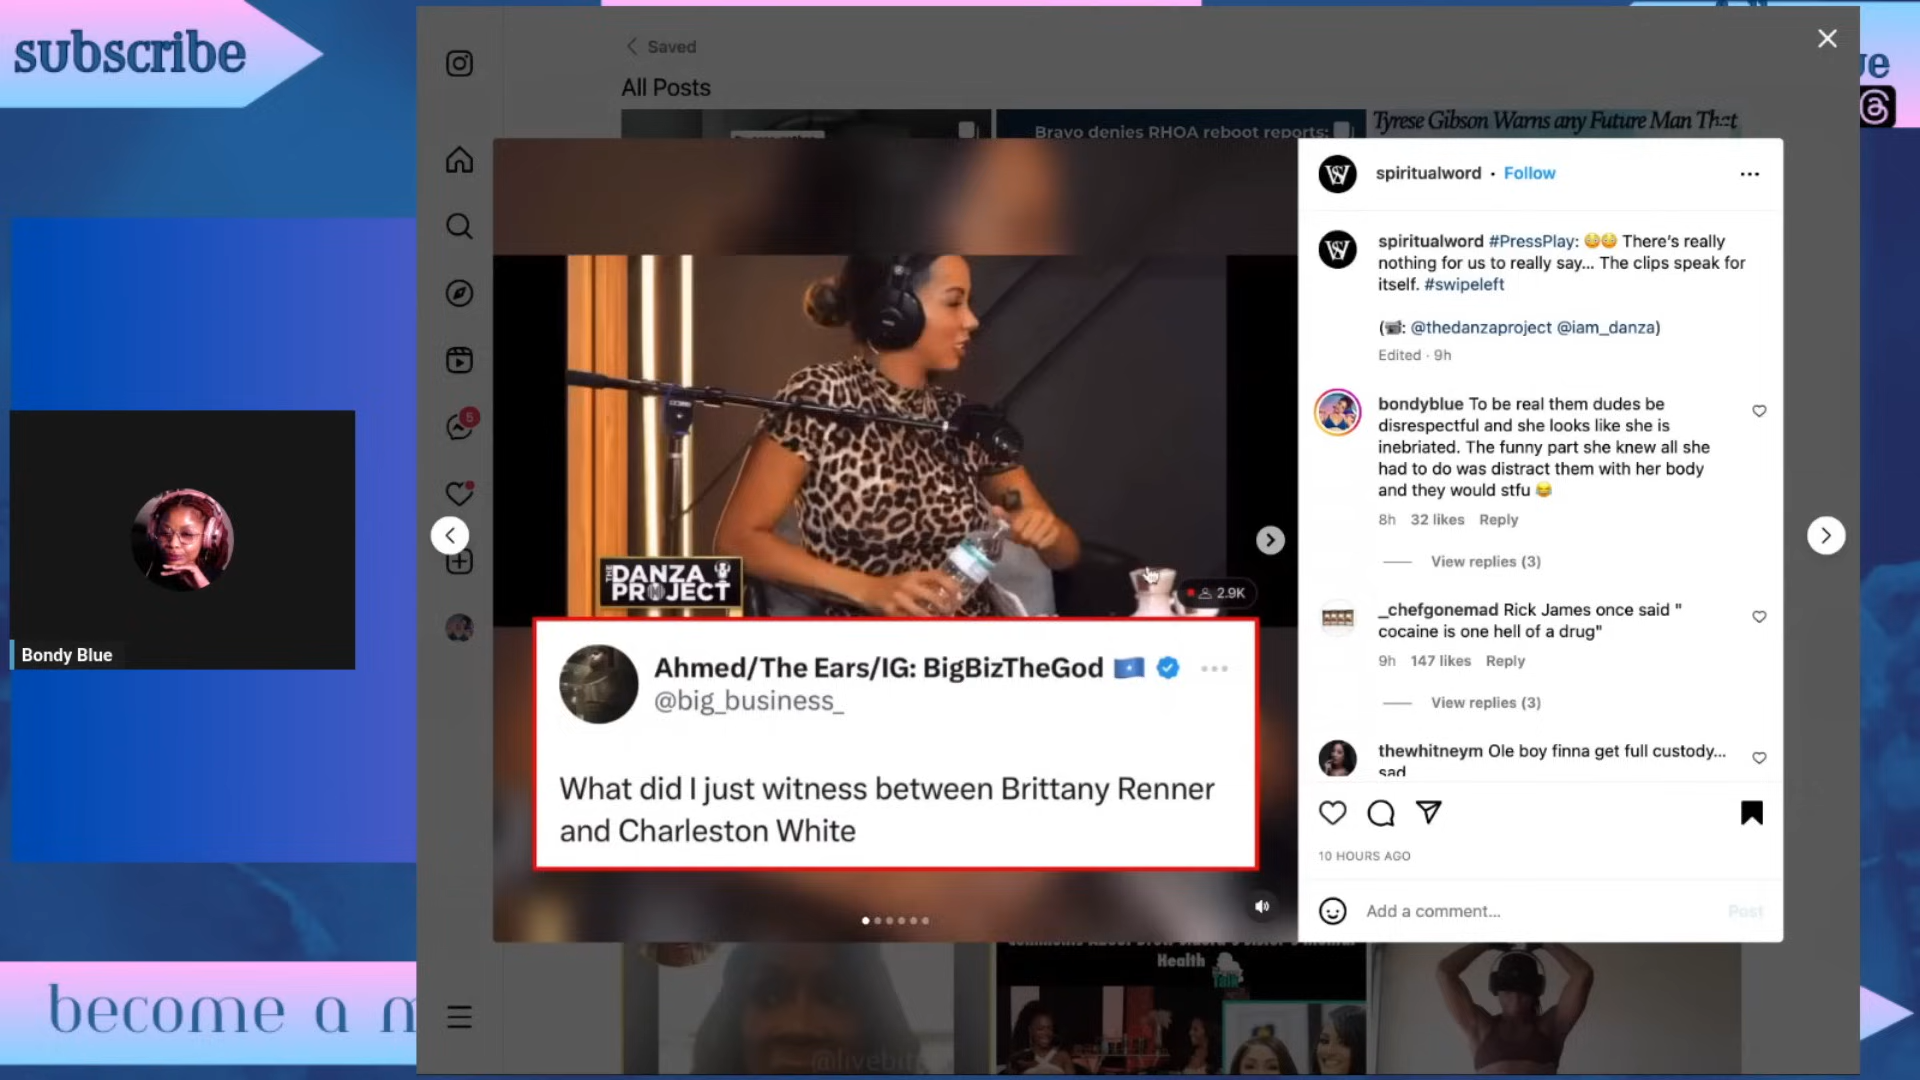 subscribe
Saved
All Posts
Bravo denies RHOA reboot reports:
Tyrese Gibson Warns any Future Man That
spiritualword • Follow
spiritualword #PressPlay: 😳😳 There's really
nothing for us to really say... The clips speak for
itself. #swipeleft
(📹: @thedanzaproject @iam_danza)
Edited · 9h
bondyblue To be real them dudes be
disrespectful and she looks like she is
inebriated. The funny part she knew all she
had to do was distract them with her body
and they would stfu 😂
8h 32 likes Reply
View replies (3)
_chefgonemad Rick James once said "
cocaine is one hell of a drug"
9h 147 likes Reply
View replies (3)
thewhitneym Ole boy finna get full custody...
sad
10 HOURS AGO
Add a comment...
Post
5
THE
DANZA
PROJECT
2.9K
Ahmed/The Ears/IG: BigBizTheGod
@big_business_
What did I just witness between Brittany Renner
and Charleston White
Bondy Blue
Health
become a m